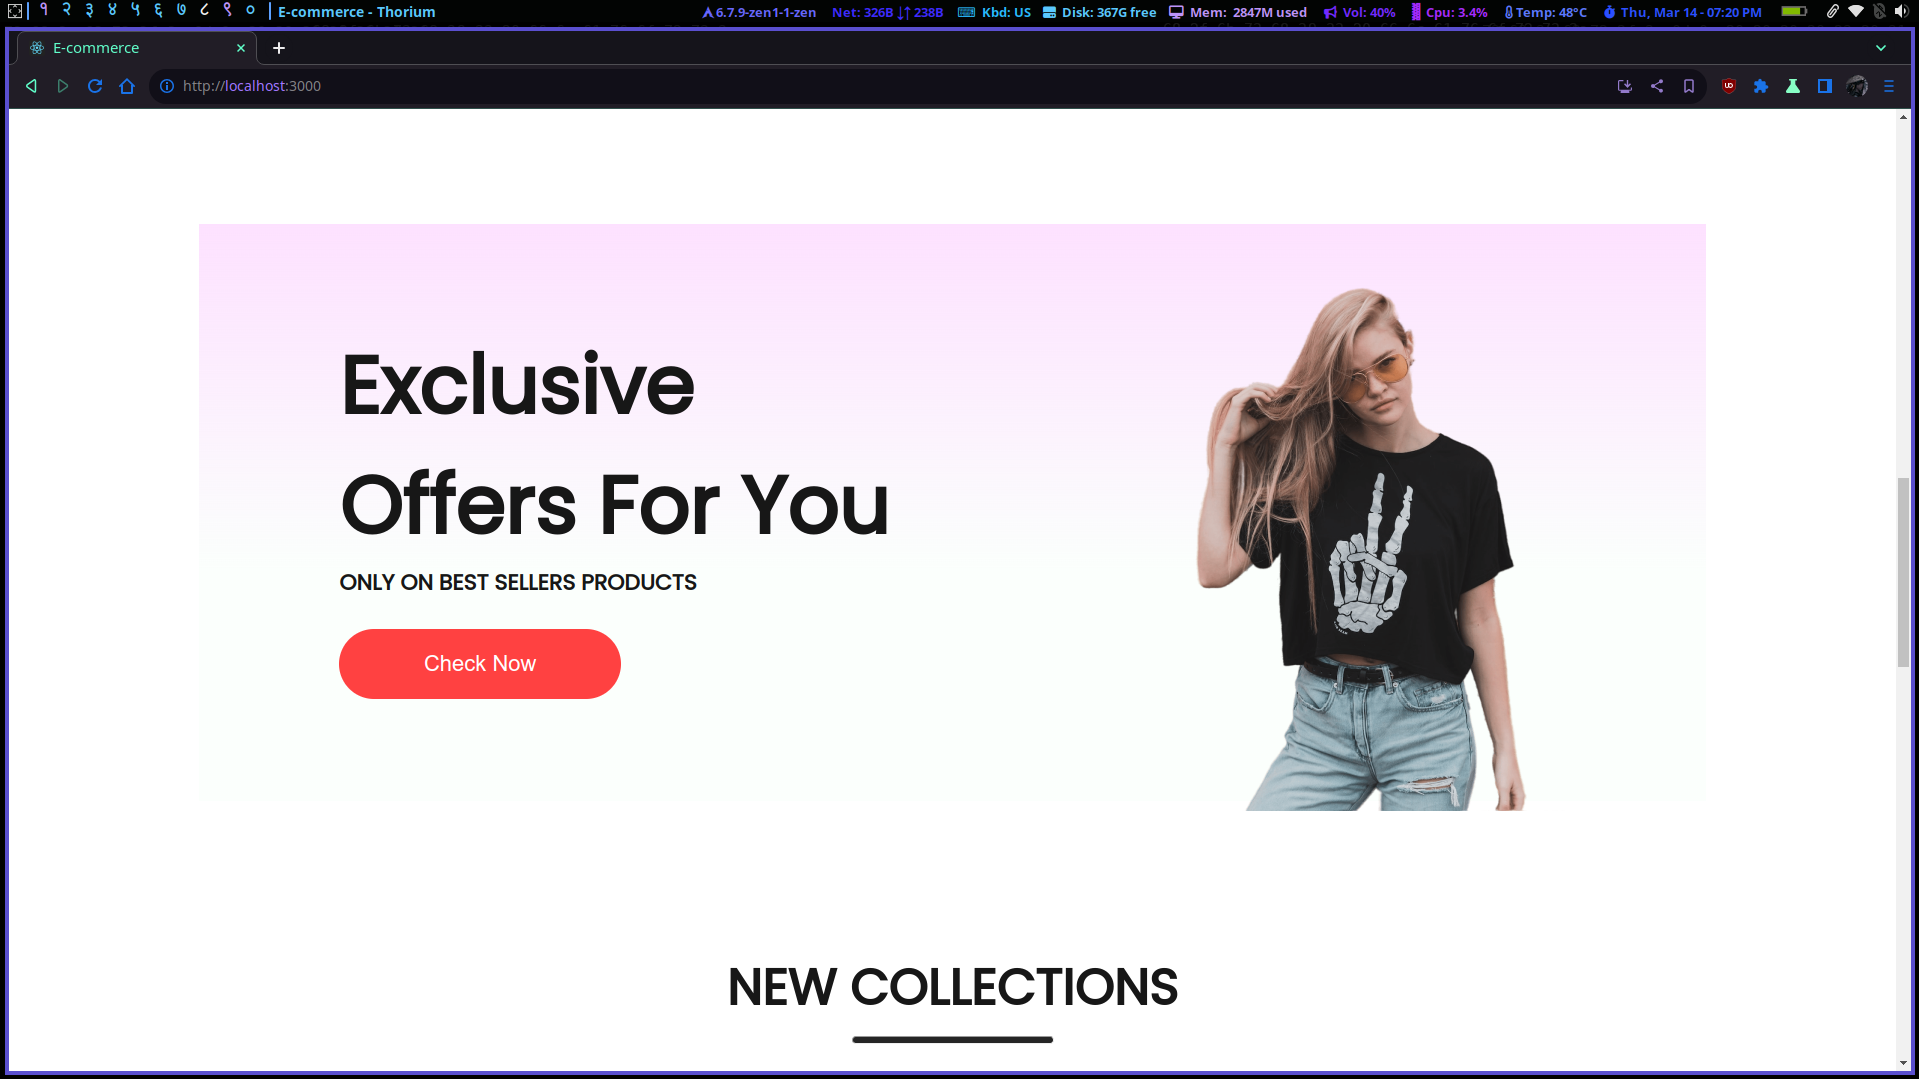 १ २ ३ ४ ५ ६ ७ ८ ९ ० E-commerce - Thorium 6.7.9-zen1-1-zen Net: 326B ↓↑ 238B Kbd: US Disk: 367G free Mem: 2847M used Vol: 40% Cpu: 3.4% Temp: 48°C Thu, Mar 14 - 07:20 PM
E-commerce
http://localhost:3000
Exclusive
Offers For You
ONLY ON BEST SELLERS PRODUCTS
Check Now
NEW COLLECTIONS